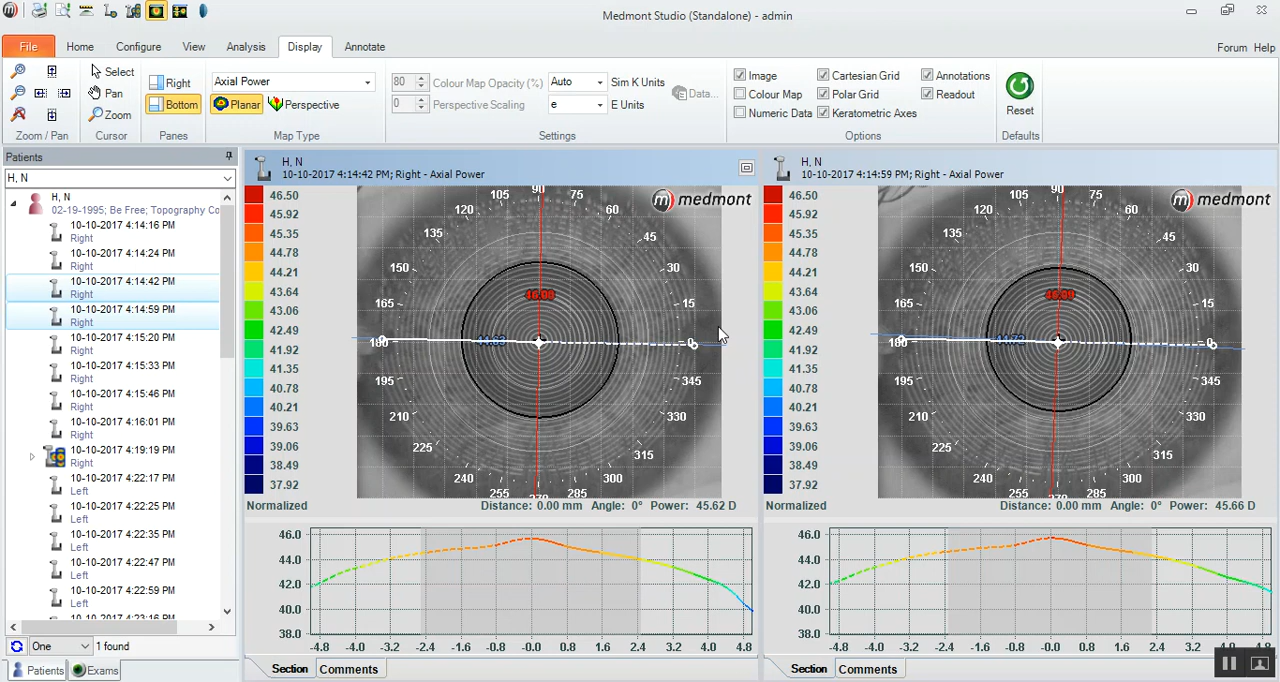 Medmont Studio (Standalone) - admin
File Home Configure View Analysis Display Annotate Forum Help
Select Pan Zoom
Zoom / Pan
Cursor
Right
Bottom
Panes
Axial Power
Planar Perspective
Map Type
80 Colour Map Opacity (%) Auto Sim K Units Data...
0 Perspective Scaling e E Units
Settings
Image Cartesian Grid Annotations
Colour Map Polar Grid Readout
Numeric Data Keratometric Axes
Options
Reset
Defaults
Patients
H, N
H, N
02-19-1995; Be Free; Topography Co
10-10-2017 4:14:16 PM
Right
10-10-2017 4:14:24 PM
Right
10-10-2017 4:14:42 PM
Right
10-10-2017 4:14:59 PM
Right
10-10-2017 4:15:20 PM
Right
10-10-2017 4:15:33 PM
Right
10-10-2017 4:15:46 PM
Right
10-10-2017 4:16:01 PM
Right
10-10-2017 4:19:19 PM
Right
10-10-2017 4:22:17 PM
Left
10-10-2017 4:22:25 PM
Left
10-10-2017 4:22:35 PM
Left
10-10-2017 4:22:47 PM
Left
10-10-2017 4:22:59 PM
Left
10-10-2017 4:23:16 PM
One 1 found
Patients Exams
H, N
10-10-2017 4:14:42 PM; Right - Axial Power
medmont
46.50
45.92
45.35
44.78
44.21
43.64
43.06
42.49
41.92
41.35
40.78
40.21
39.63
39.06
38.49
37.92
105 90 75
120 60
135 45
150 30
165 15
180 0
195 345
210 330
225 315
240 300
255 270 285
Normalized Distance: 0.00 mm Angle: 0° Power: 45.62 D
46.0
44.0
42.0
40.0
38.0
-4.8 -4.0 -3.2 -2.4 -1.6 -0.8 -0.0 0.8 1.6 2.4 3.2 4.0 4.8
Section Comments
H, N
10-10-2017 4:14:59 PM; Right - Axial Power
medmont
46.50
45.92
45.35
44.78
44.21
43.64
43.06
42.49
41.92
41.35
40.78
40.21
39.63
39.06
38.49
37.92
105 90 75
120 60
135 45
150 30
165 15
180 0
195 345
210 330
225 315
240 300
255 270 285
Normalized Distance: 0.00 mm Angle: 0° Power: 45.66 D
46.0
44.0
42.0
40.0
38.0
-4.8 -4.0 -3.2 -2.4 -1.6 -0.8 -0.0 0.8 1.6 2.4 3.2
Section Comments